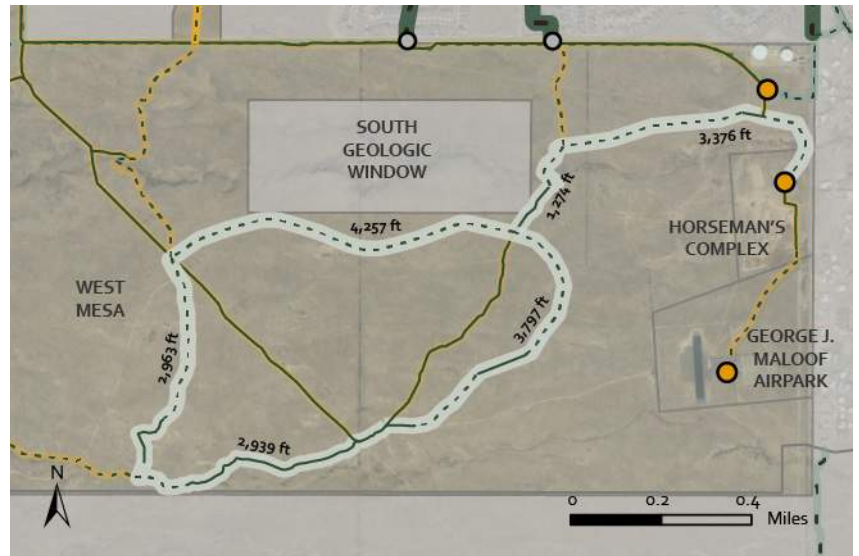 SOUTH
GEOLOGIC
WINDOW
3,376 ft
1,274 ft
4,257 ft
HORSEMAN'S
COMPLEX
WEST
MESA
2,963 ft
3,797 ft
GEORGE J.
MALOOF
AIRPARK
2,939 ft
N
0 0.2 0.4
Miles